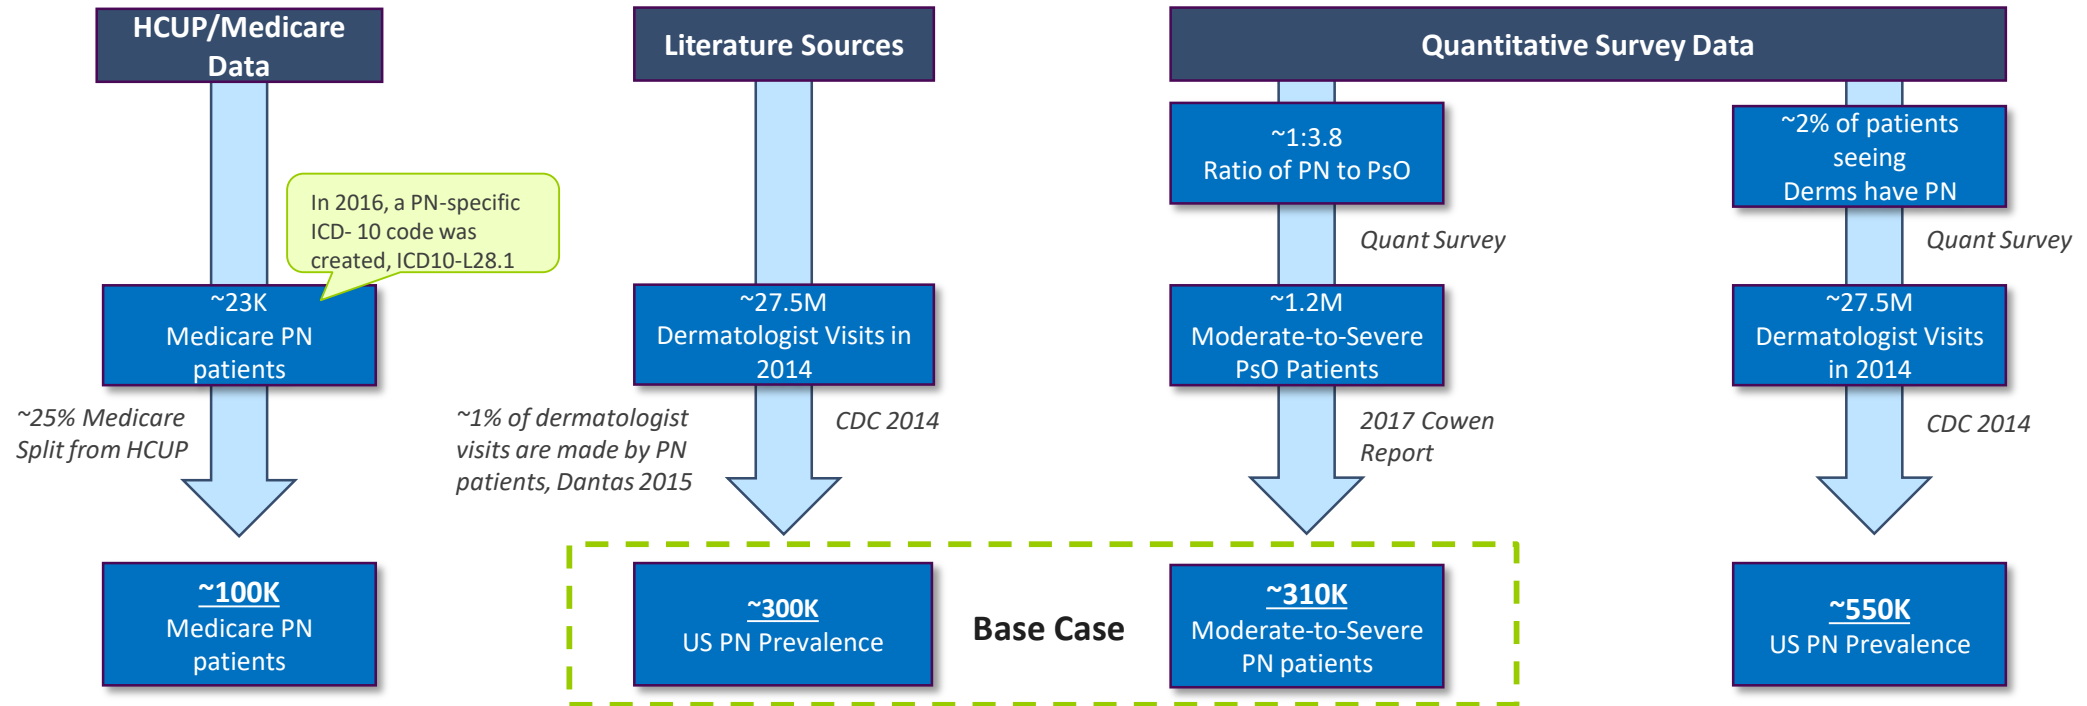 HCUP/Medicare
Data
In 2016, a PN-specific
ICD- 10 code was
created, ICD10-L28.1
~23K
Medicare PN
patients
~25% Medicare
Split from HCUP
~100K
Medicare PN
patients
Literature Sources
~27.5M
Dermatologist Visits in
2014
~1% of dermatologist
visits are made by PN
patients, Dantas 2015
CDC 2014
~300K
US PN Prevalence
Base Case
Quantitative Survey Data
~1:3.8
Ratio of PN to PsO
Quant Survey
~1.2M
Moderate-to-Severe
PsO Patients
2017 Cowen
Report
~310K
Moderate-to-Severe
PN patients
~2% of patients
seeing
Derms have PN
Quant Survey
~27.5M
Dermatologist Visits
in 2014
CDC 2014
~550K
US PN Prevalence